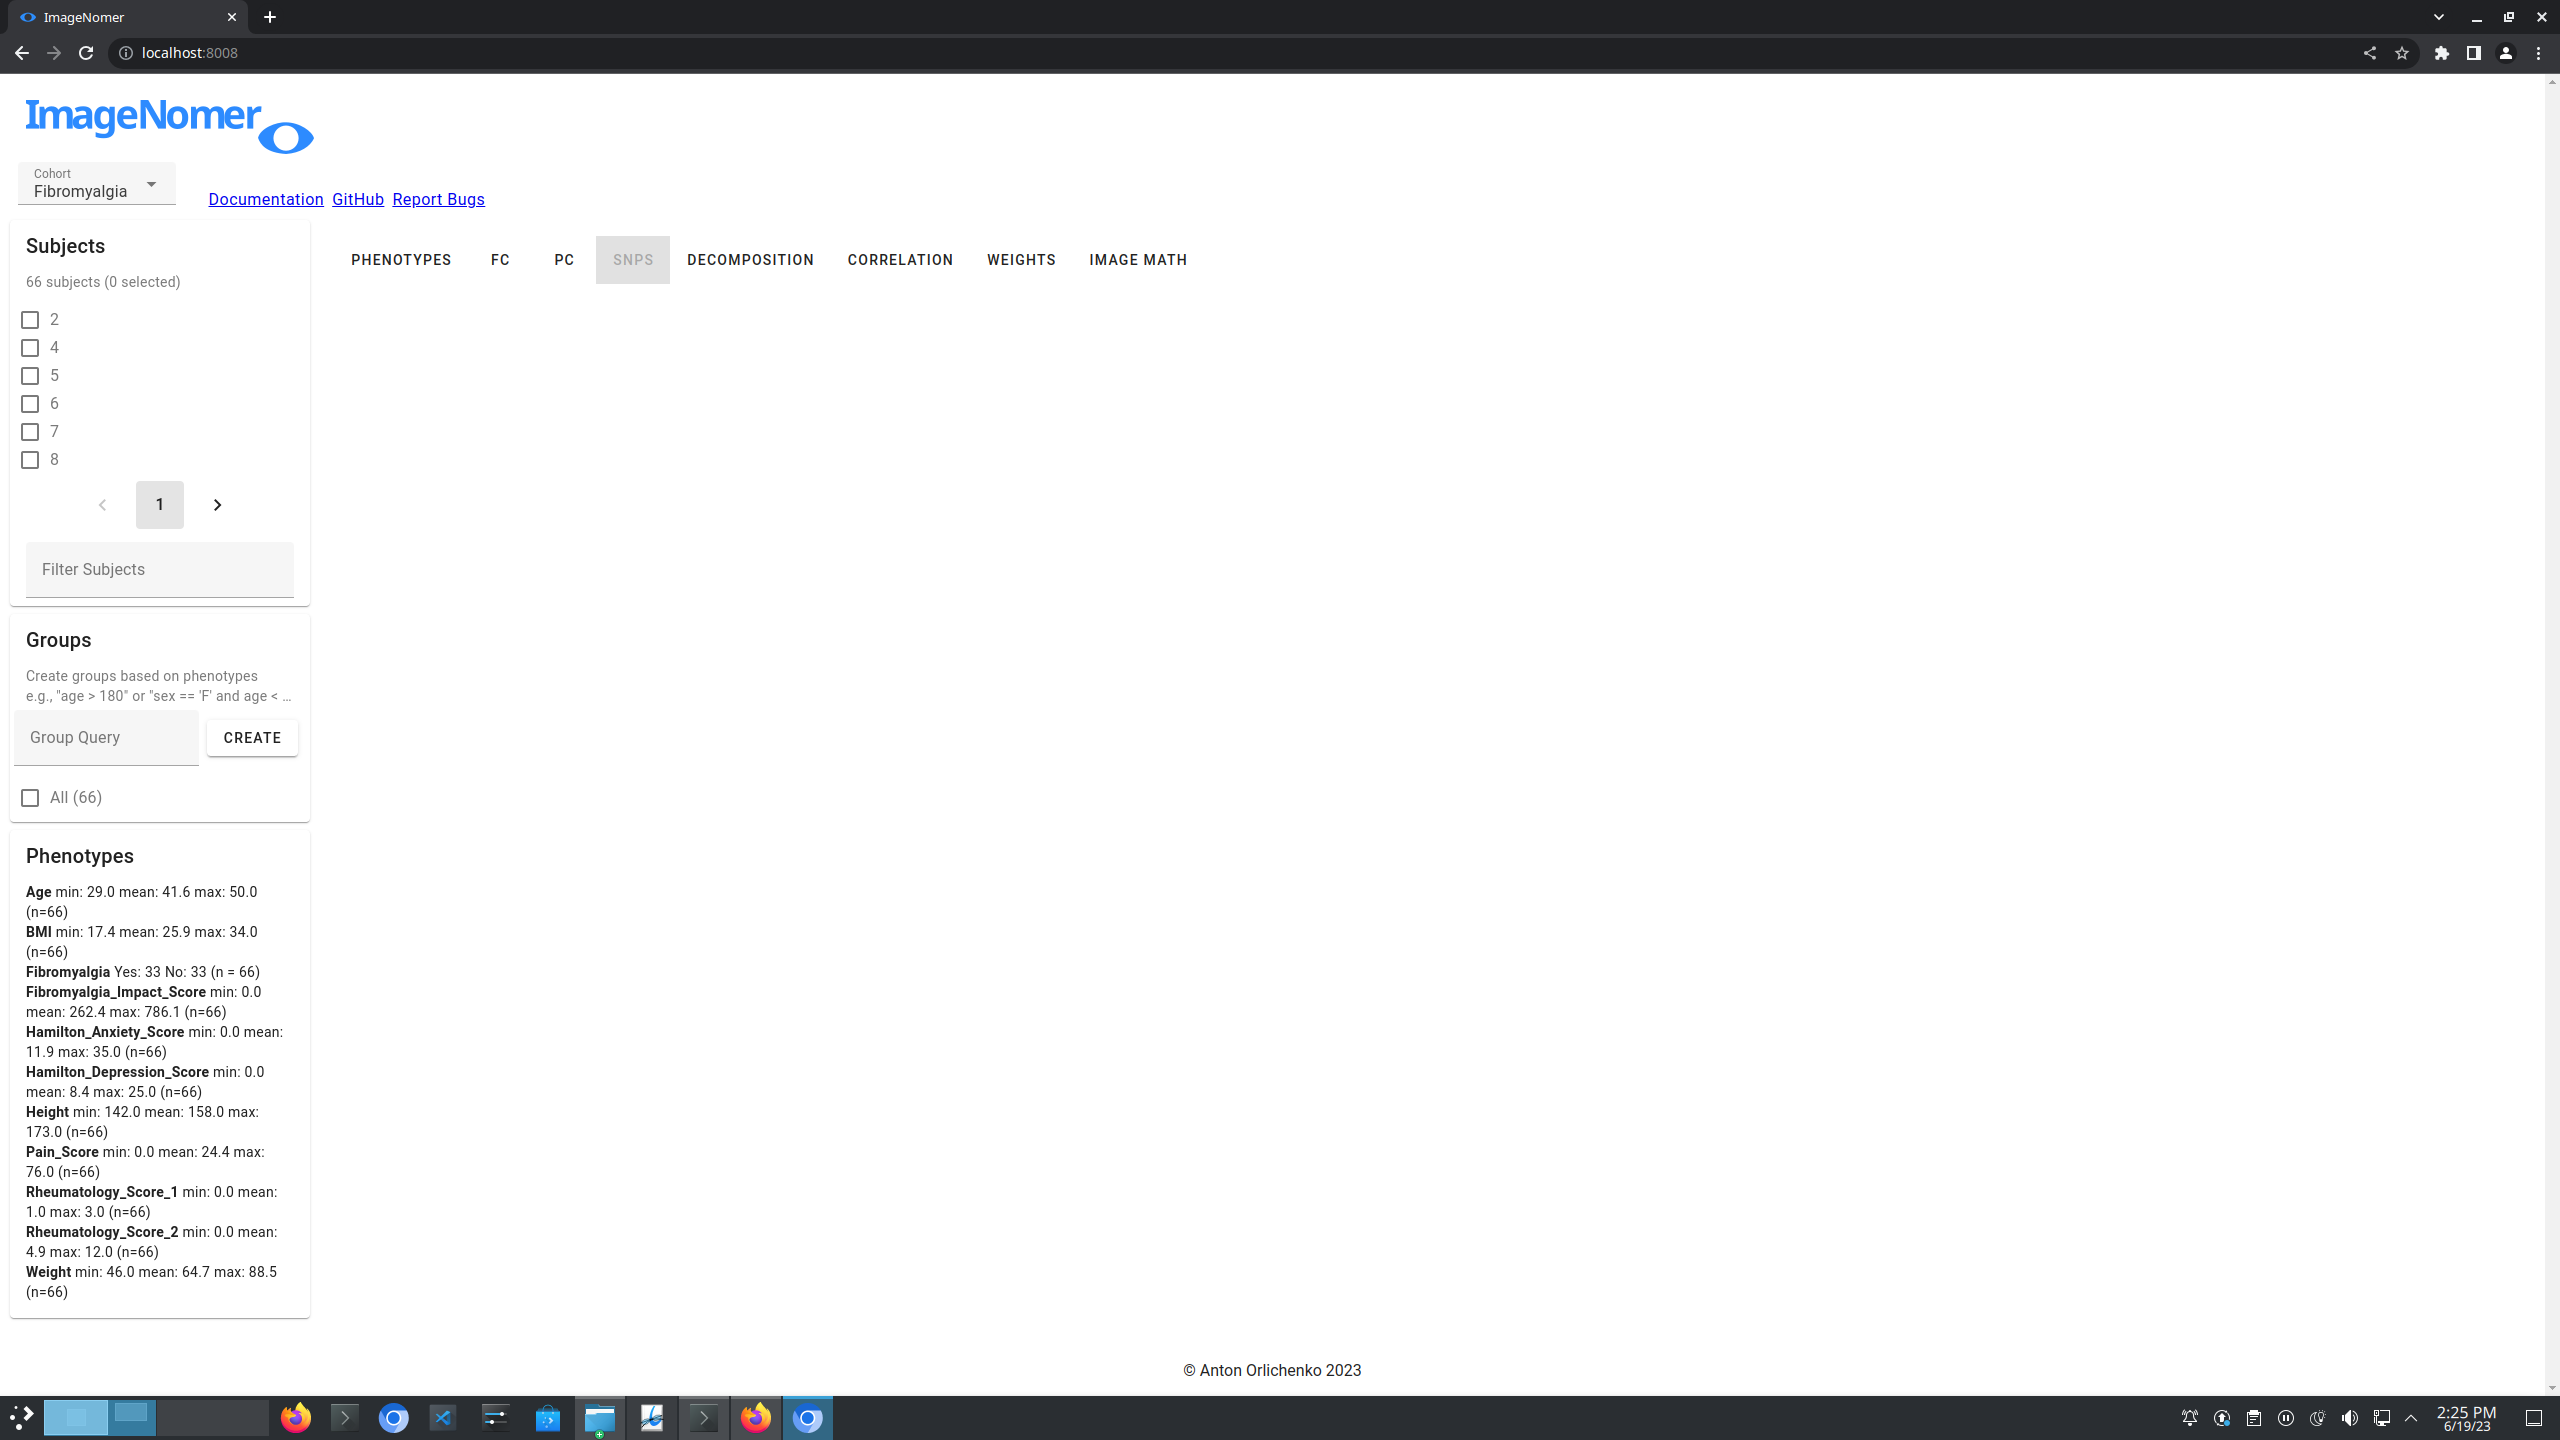 ImageNomer
localhost:8008
ImageNomer
Cohort
Fibromyalgia
Documentation GitHub Report Bugs
Subjects
66 subjects (0 selected)
2
4
5
6
7
8
1
Filter Subjects
PHENOTYPES FC PC SNPS DECOMPOSITION CORRELATION WEIGHTS IMAGE MATH
Groups
Create groups based on phenotypes
e.g., "age > 180" or "sex == 'F' and age < ...
Group Query CREATE
All (66)
Phenotypes
Age min: 29.0 mean: 41.6 max: 50.0
(n=66)
BMI min: 17.4 mean: 25.9 max: 34.0
(n=66)
Fibromyalgia Yes: 33 No: 33 (n = 66)
Fibromyalgia_Impact_Score min: 0.0
mean: 262.4 max: 786.1 (n=66)
Hamilton_Anxiety_Score min: 0.0 mean:
11.9 max: 35.0 (n=66)
Hamilton_Depression_Score min: 0.0
mean: 8.4 max: 25.0 (n=66)
Height min: 142.0 mean: 158.0 max:
173.0 (n=66)
Pain_Score min: 0.0 mean: 24.4 max:
76.0 (n=66)
Rheumatology_Score_1 min: 0.0 mean:
1.0 max: 3.0 (n=66)
Rheumatology_Score_2 min: 0.0 mean:
4.9 max: 12.0 (n=66)
Weight min: 46.0 mean: 64.7 max: 88.5
(n=66)
© Anton Orlichenko 2023
2:25 PM
6/19/23